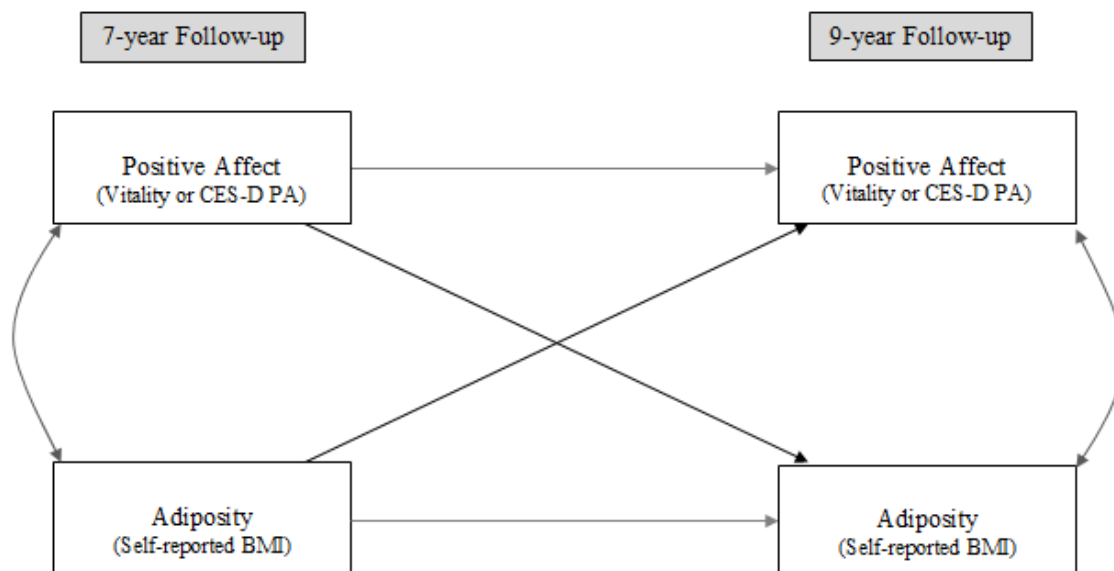 7-year Follow-up
9-year Follow-up
Positive Affect
(Vitality or CES-D PA)
Positive Affect
(Vitality or CES-D PA)
Adiposity
(Self-reported BMI)
Adiposity
(Self-reported BMI)